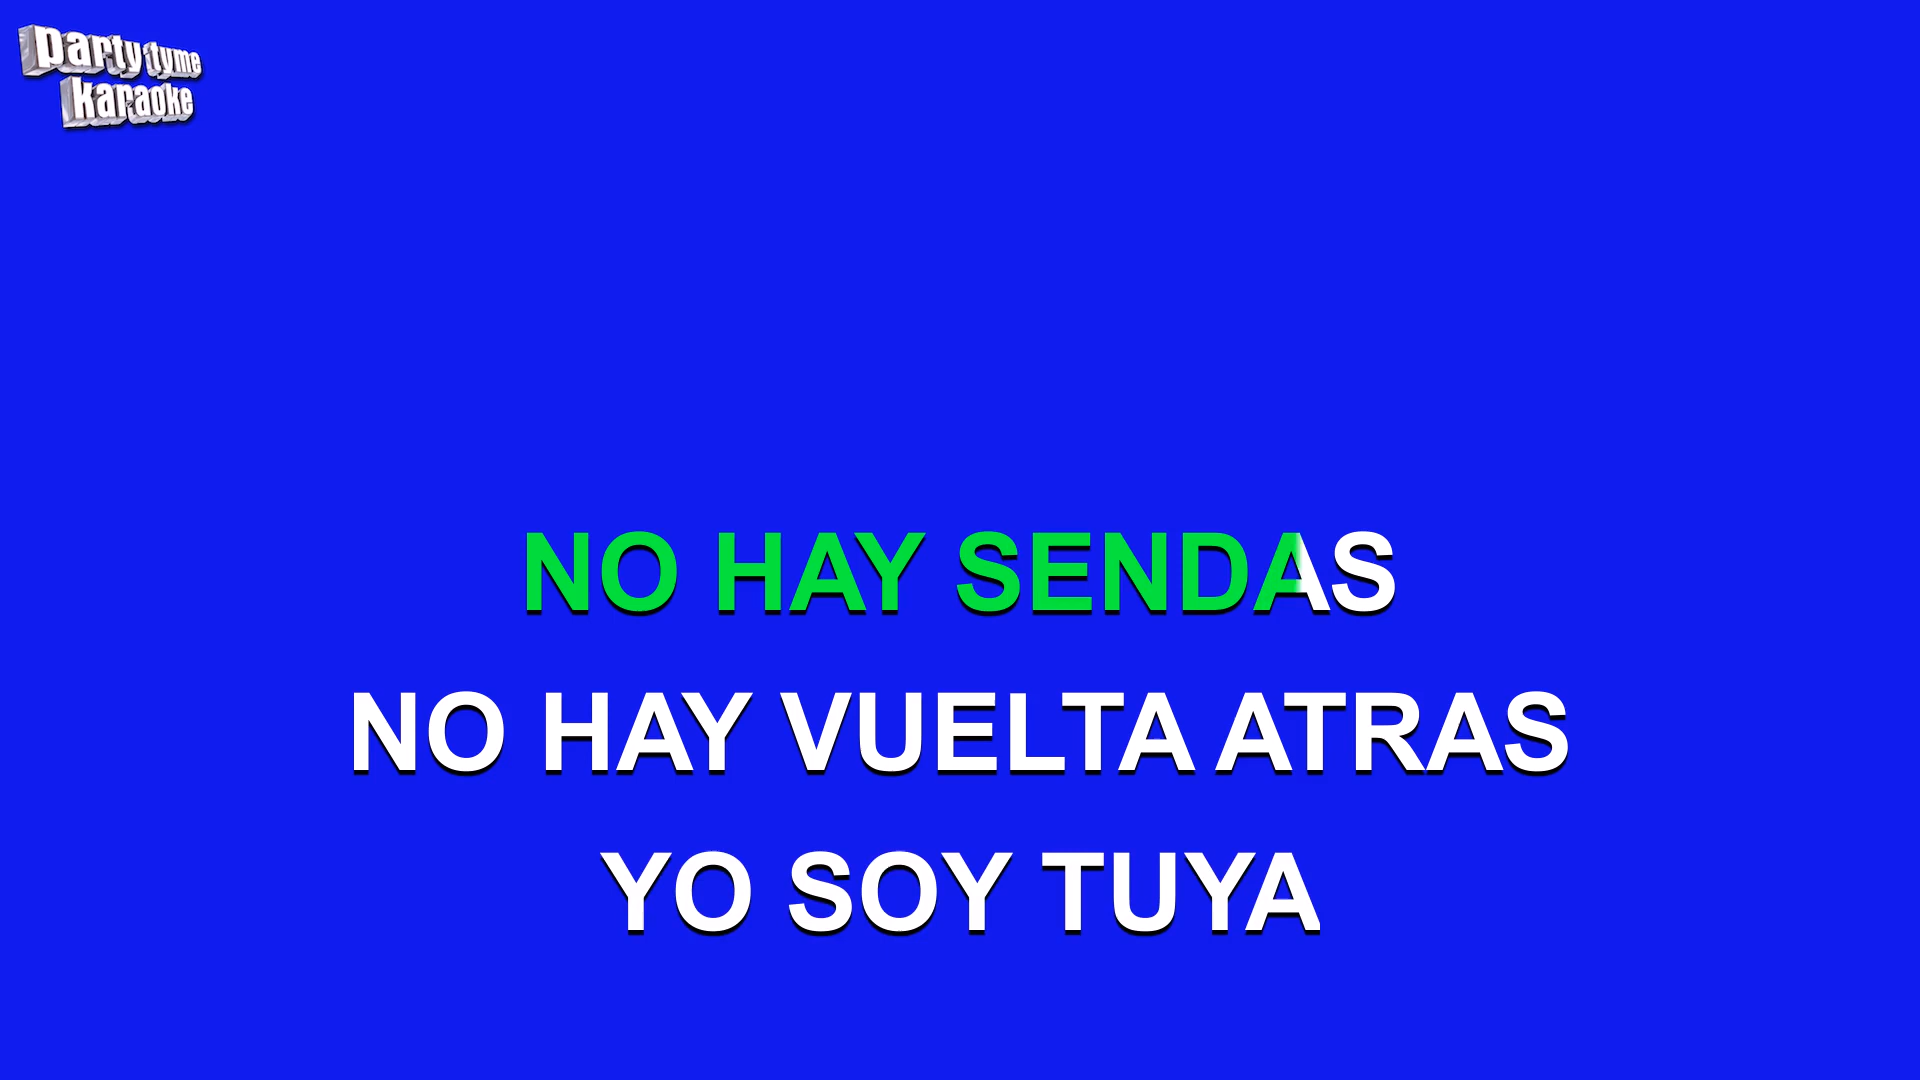 party tyme
karaoke
NO HAY SENDAS
NO HAY VUELTA ATRAS
YO SOY TUYA